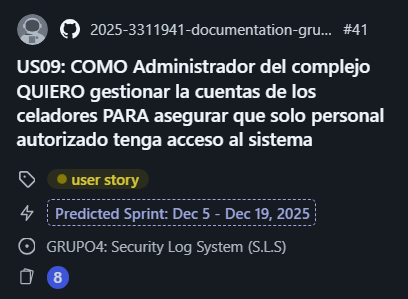 2025-3311941-documentation-gru... #41
US09: COMO Administrador del complejo
QUIERO gestionar la cuentas de los
celadores PARA asegurar que solo personal
autorizado tenga acceso al sistema
user story
Predicted Sprint: Dec 5 - Dec 19, 2025
GRUPO4: Security Log System (S.L.S)
8